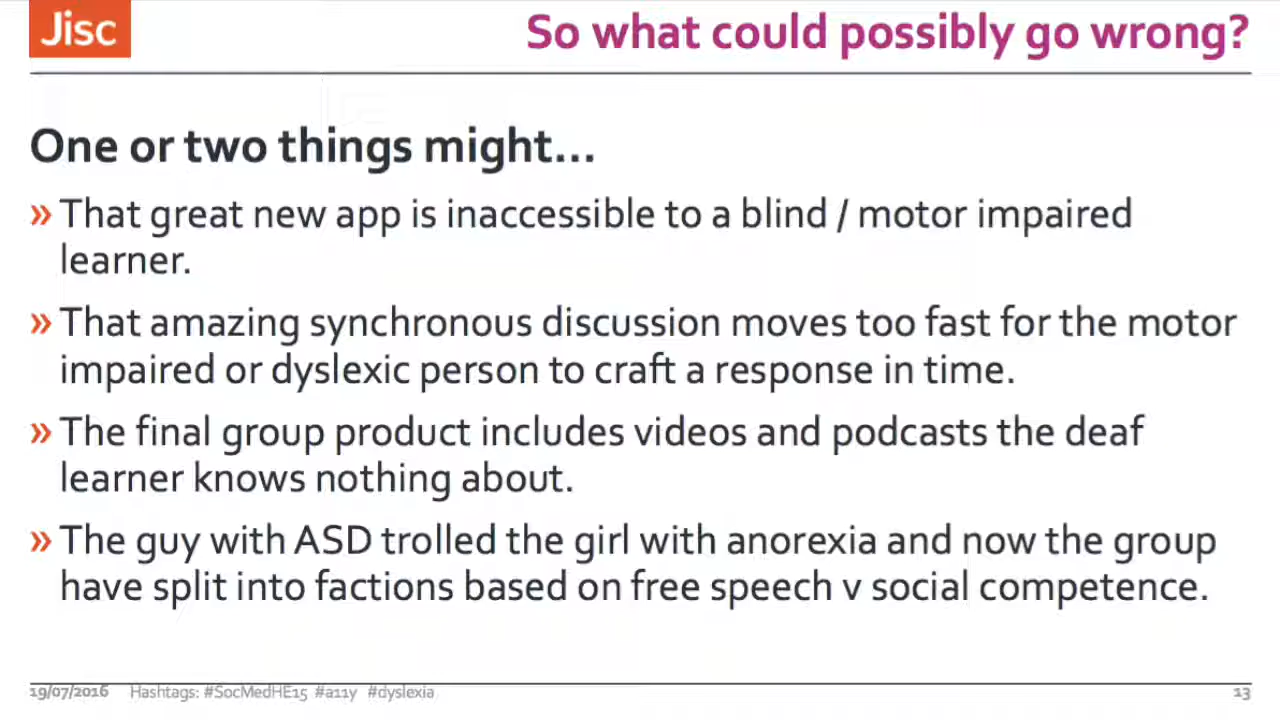 Jisc
So what could possibly go wrong?
One or two things might...
» That great new app is inaccessible to a blind / motor impaired
learner.
» That amazing synchronous discussion moves too fast for the motor
impaired or dyslexic person to craft a response in time.
» The final group product includes videos and podcasts the deaf
learner knows nothing about.
» The guy with ASD trolled the girl with anorexia and now the group
have split into factions based on free speech v social competence.
19/07/2016 Hashtags: #SocMedHE15 #a11y #dyslexia 13